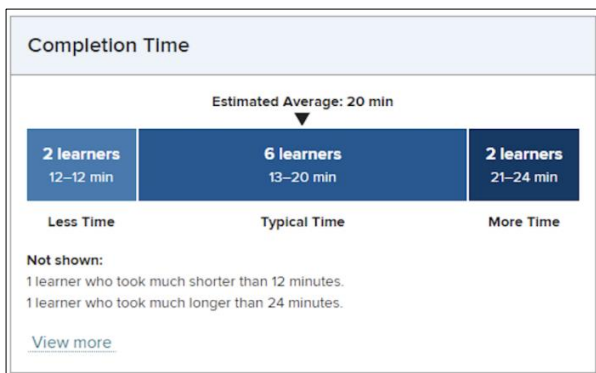 Completion Time
Estimated Average: 20 min
2 learners
12–12 min
6 learners
13–20 min
2 learners
21–24 min
Less Time
Typical Time
More Time
Not shown:
1 learner who took much shorter than 12 minutes.
1 learner who took much longer than 24 minutes.
View more